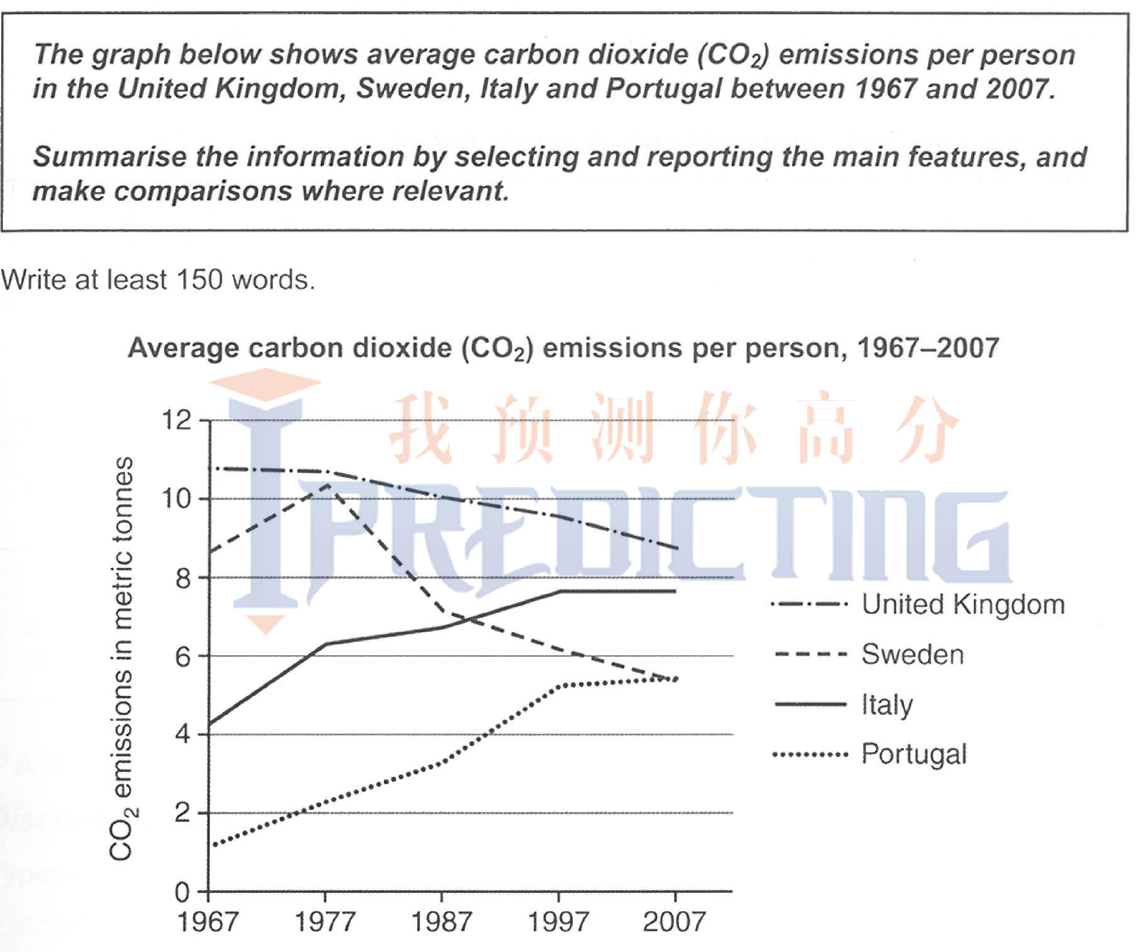 The graph below shows average carbon dioxide (CO₂) emissions per person
in the United Kingdom, Sweden, Italy and Portugal between 1967 and 2007.
Summarise the information by selecting and reporting the main features, and
make comparisons where relevant.
Write at least 150 words.
Average carbon dioxide (CO₂) emissions per person, 1967–2007
我预测你高分
IPREDICTING
CO₂ emissions in metric tonnes
12
10
8
6
4
2
0
1967 1977 1987 1997 2007
United Kingdom
Sweden
Italy
Portugal